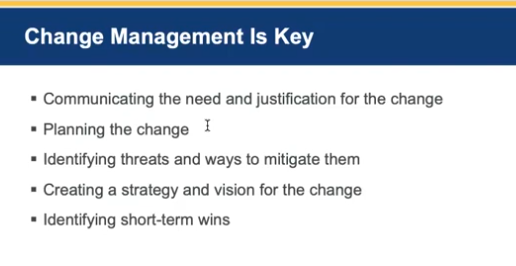 Change Management Is Key
▪ Communicating the need and justification for the change
▪ Planning the change
▪ Identifying threats and ways to mitigate them
▪ Creating a strategy and vision for the change
▪ Identifying short-term wins